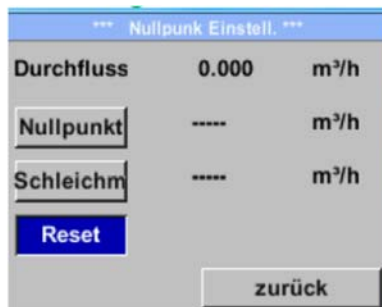 *** Nullpunk Einstell. ***
Durchfluss 0.000 m³/h
Nullpunkt ----- m³/h
Schleichm ----- m³/h
Reset
zurück